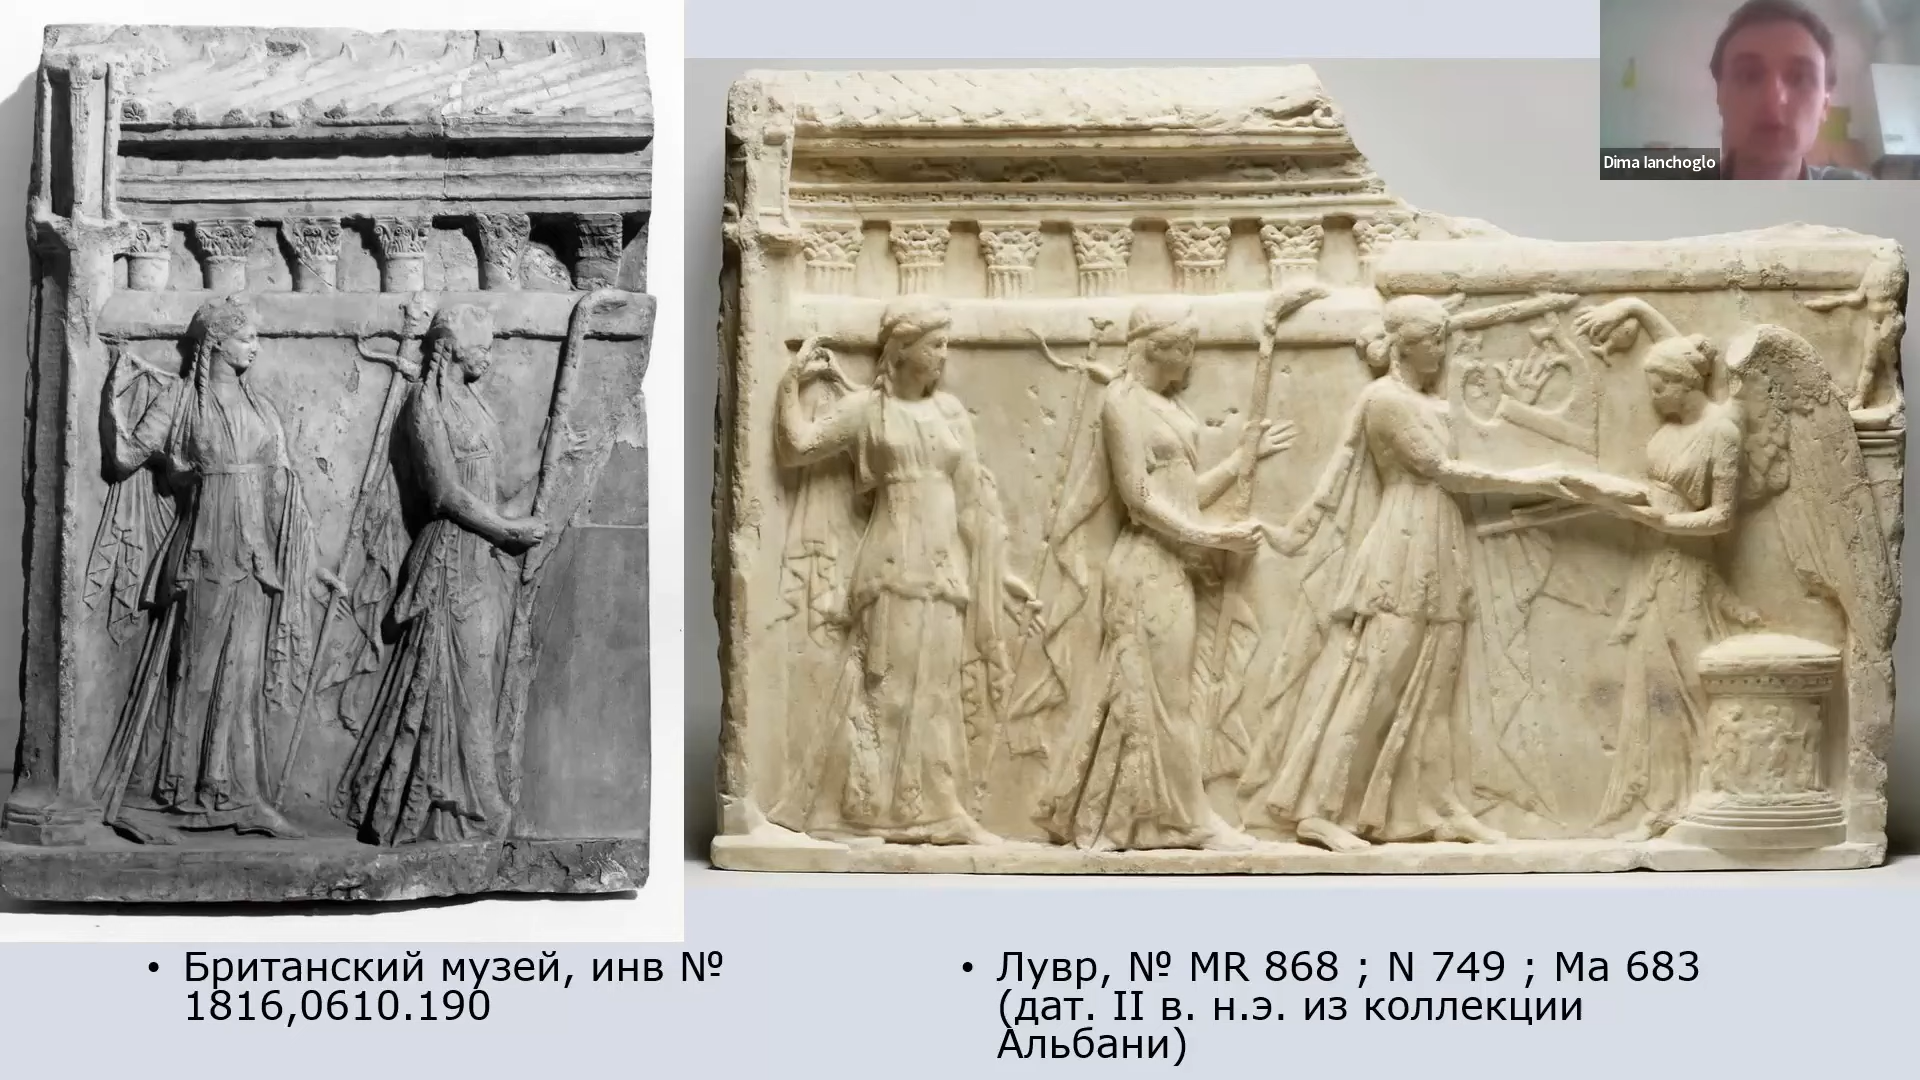 Dima Ianchoglo
• Британский музей, инв №
1816,0610.190
• Лувр, № MR 868 ; N 749 ; Ma 683
(дат. II в. н.э. из коллекции
Альбани)